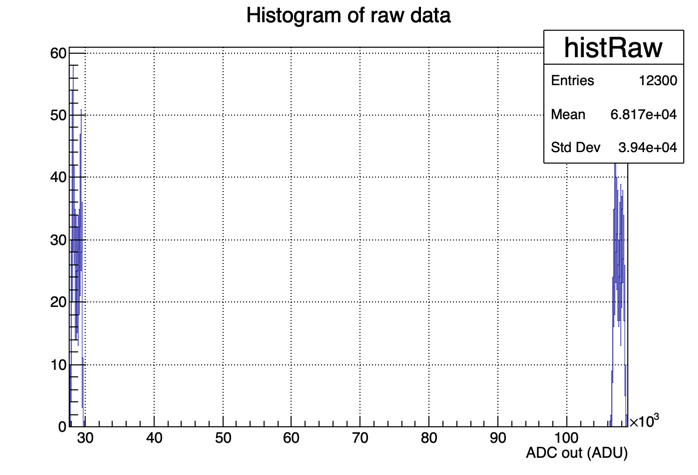 Histogram of raw data
histRaw
Entries 12300
Mean 6.817e+04
Std Dev 3.94e+04
60
50
40
30
20
10
0
30 40 50 60 70 80 90 100
×10³
ADC out (ADU)